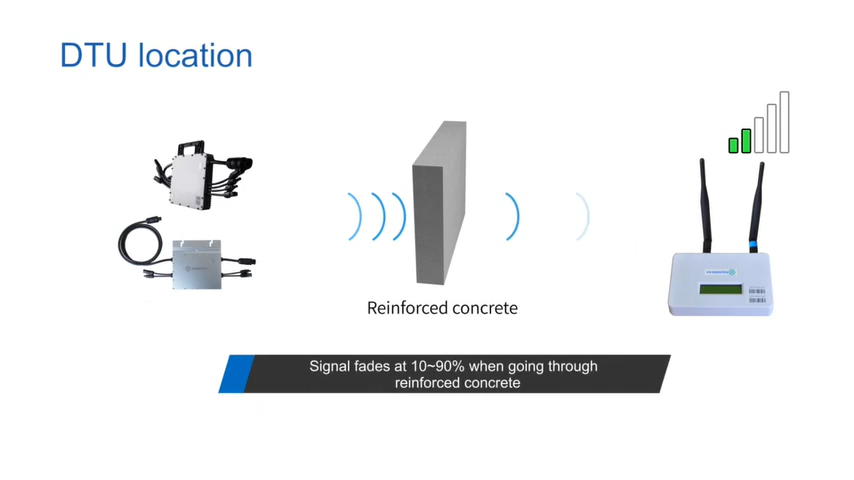 DTU location
Reinforced concrete
Signal fades at 10~90% when going through
reinforced concrete